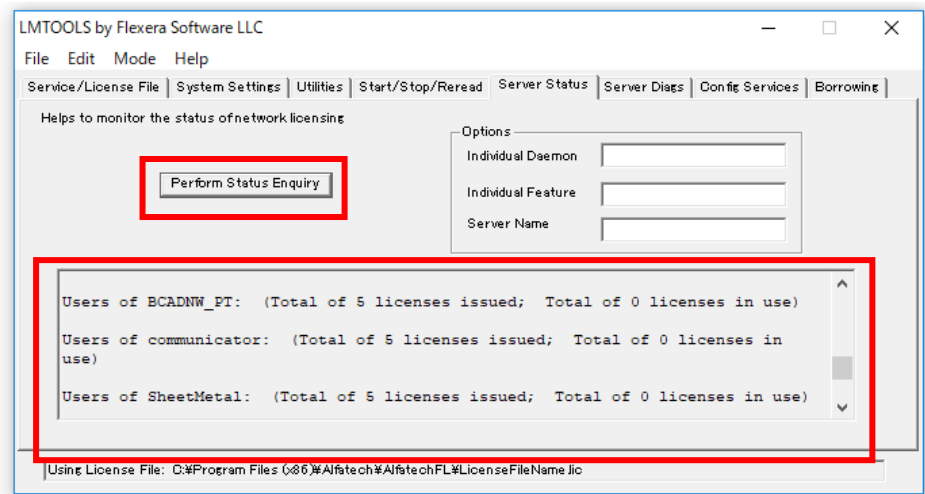 LMTOOLS by Flexera Software LLC
File Edit Mode Help
Service/License File System Settings Utilities Start/Stop/Reread Server Status Server Diags Config Services Borrowing
Helps to monitor the status of network licensing
Options
Individual Daemon
Perform Status Enquiry
Individual Feature
Server Name
Users of BCADNW_PT: (Total of 5 licenses issued; Total of 0 licenses in use)
Users of communicator: (Total of 5 licenses issued; Total of 0 licenses in
use)
Users of SheetMetal: (Total of 5 licenses issued; Total of 0 licenses in use)
Using License File: C:¥Program Files (x86)¥Alfatech¥AlfatechFL¥LicenseFileName.lic